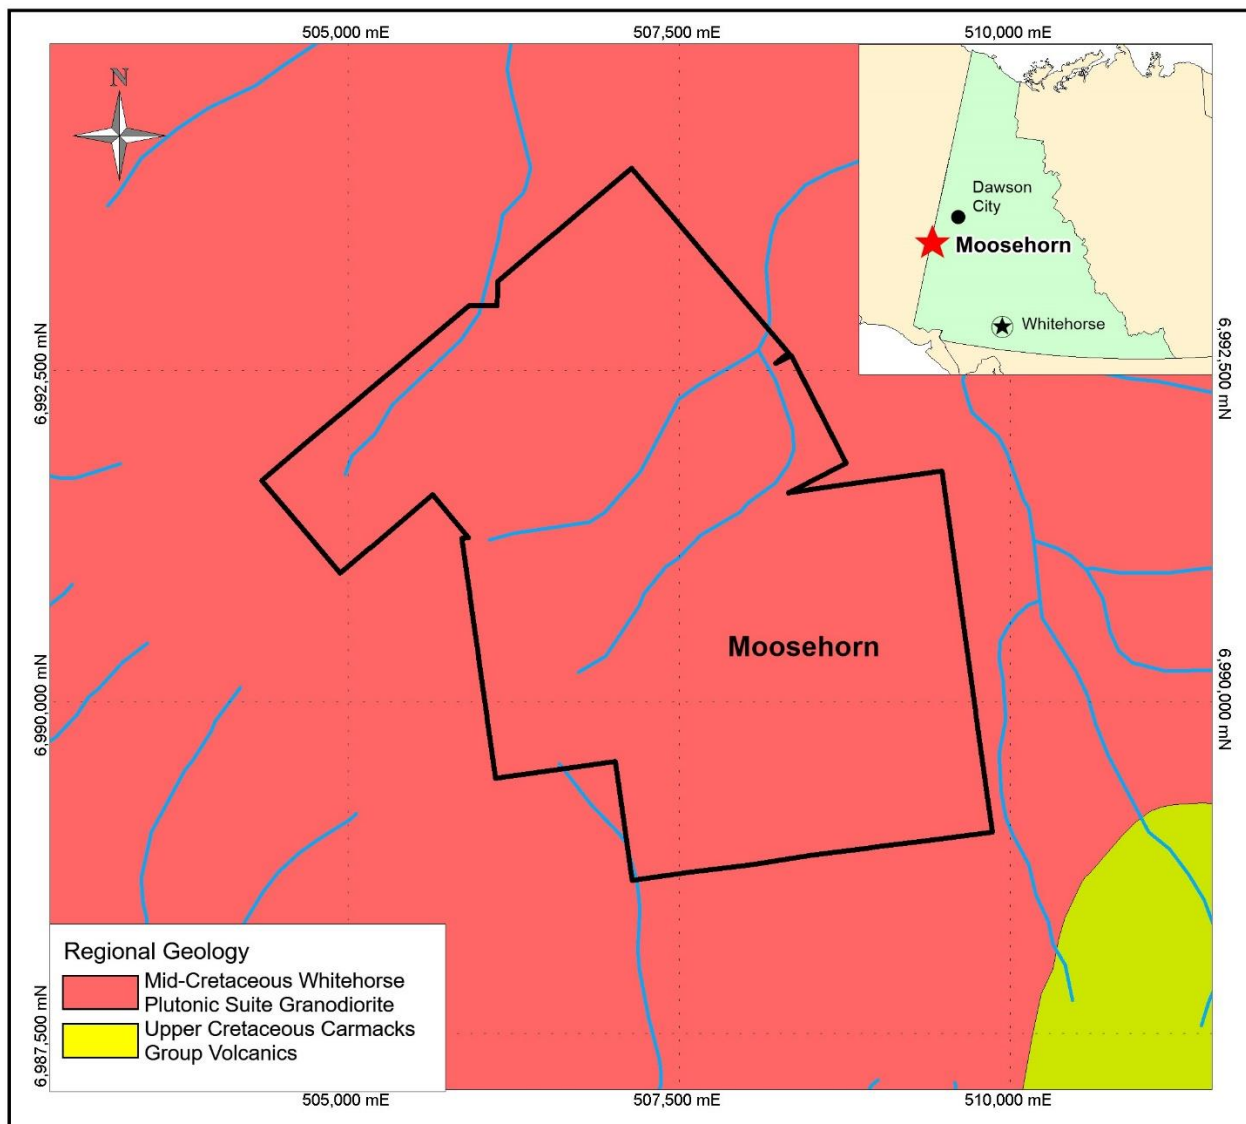 505,000 mE
507,500 mE
510,000 mE
N
Dawson
City
Moosehorn
Whitehorse
6,992,500 mN
6,992,500 mN
Moosehorn
6,990,000 mN
6,990,000 mN
Regional Geology
Mid-Cretaceous Whitehorse
Plutonic Suite Granodiorite
Upper Cretaceous Carmacks
Group Volcanics
6,987,500 mN
505,000 mE
507,500 mE
510,000 mE